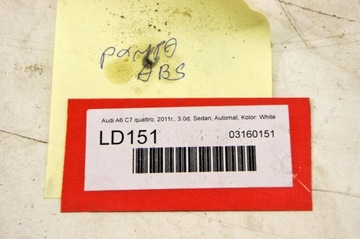 POMPA
ABS
Audi A6 C7 quattro, 2011r., 3.0d, Sedan, Automat, Kolor: White
LD151 03160151